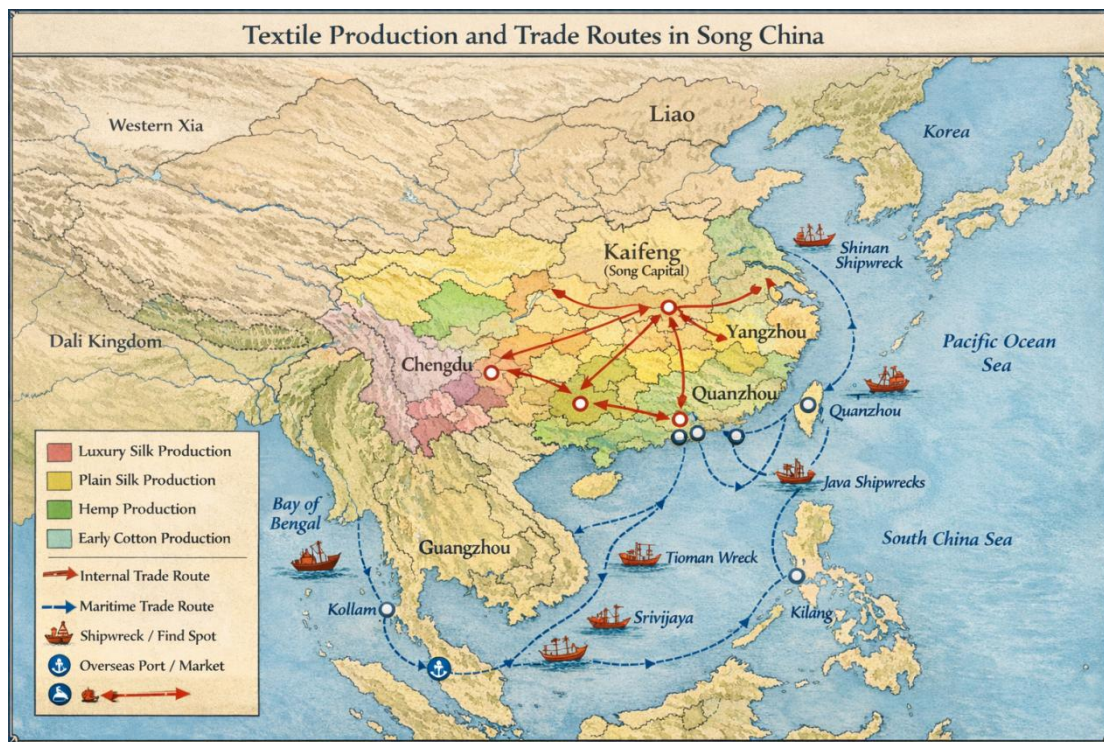 Textile Production and Trade Routes in Song China
Western Xia
Liao
Korea
Kaifeng
(Song Capital)
Shinan
Shipwreck
Dali Kingdom
Chengdu
Yangzhou
Pacific Ocean
Sea
Quanzhou
Quanzhou
Java Shipwrecks
Luxury Silk Production
Plain Silk Production
Hemp Production
Early Cotton Production
Internal Trade Route
Maritime Trade Route
Shipwreck / Find Spot
Overseas Port / Market
Bay of
Bengal
Guangzhou
Tioman Wreck
South China Sea
Kollam
Srivijaya
Kilang